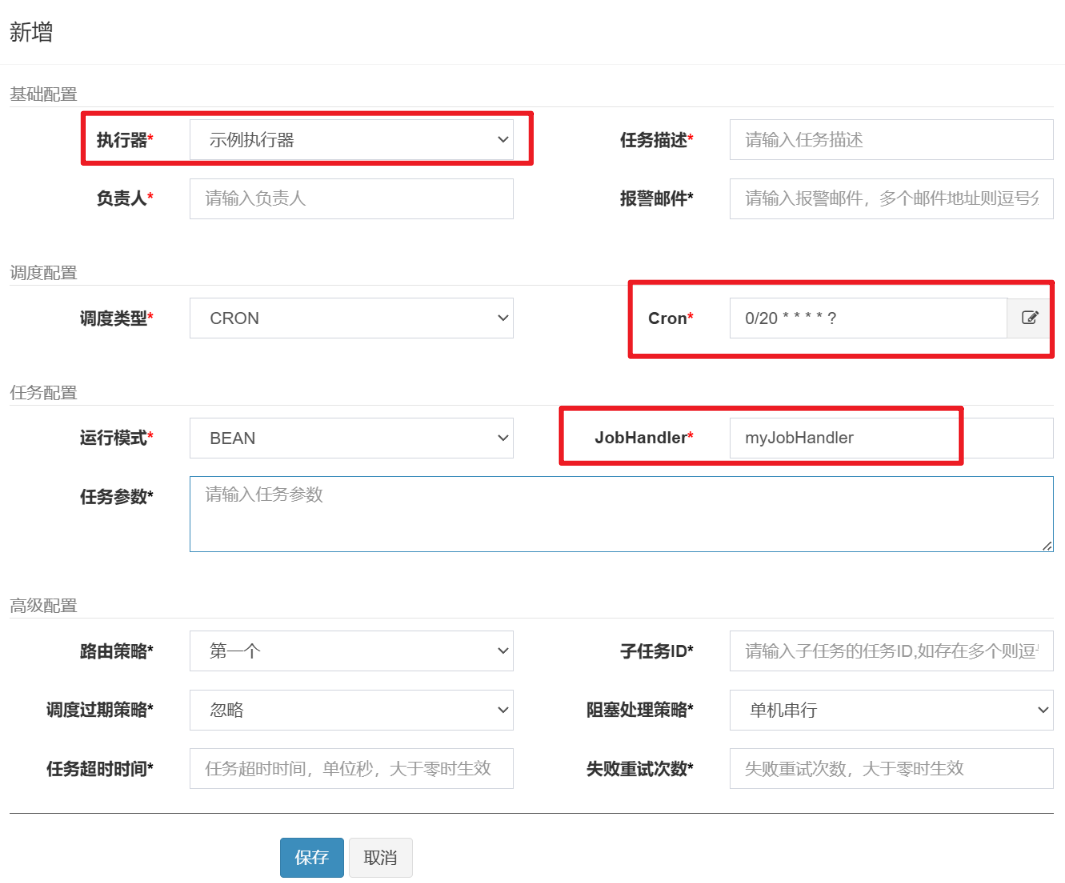 新增
基础配置
执行器* 示例执行器 任务描述* 请输入任务描述
负责人* 请输入负责人 报警邮件* 请输入报警邮件，多个邮件地址则逗号分
调度配置
调度类型* CRON Cron* 0/20 * * * * ?
任务配置
运行模式* BEAN JobHandler* myJobHandler
任务参数* 请输入任务参数
高级配置
路由策略* 第一个 子任务ID* 请输入子任务的任务ID,如存在多个则逗
调度过期策略* 忽略 阻塞处理策略* 单机串行
任务超时时间* 任务超时时间，单位秒，大于零时生效 失败重试次数* 失败重试次数，大于零时生效
保存 取消